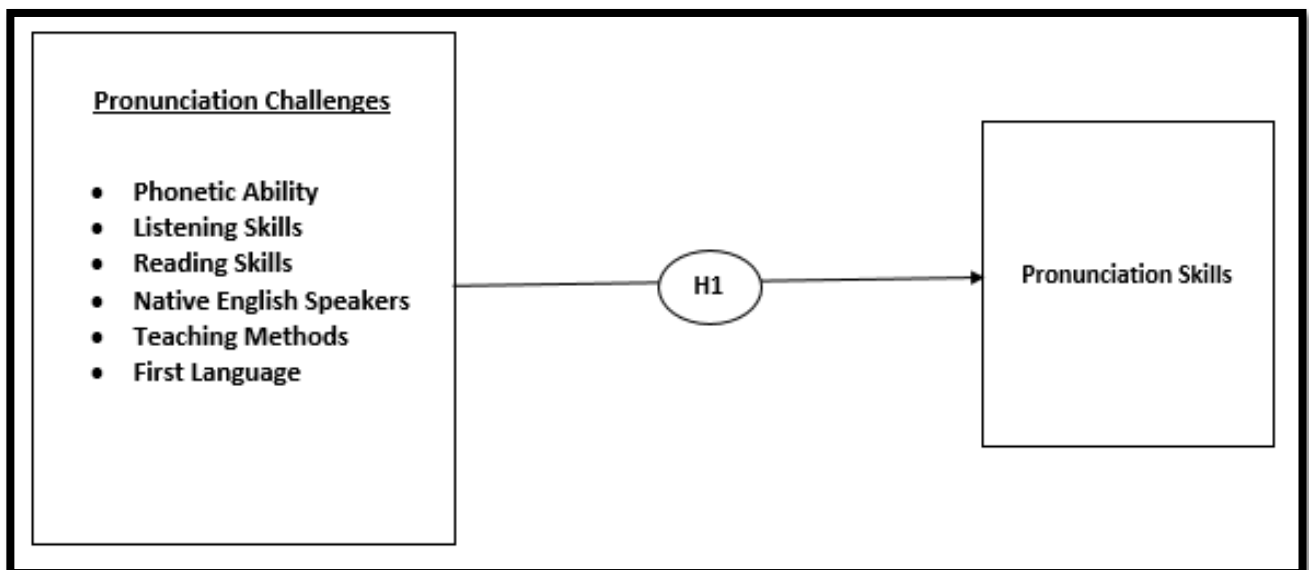 Pronunciation Challenges
• Phonetic Ability
• Listening Skills
• Reading Skills
• Native English Speakers
• Teaching Methods
• First Language
H1
Pronunciation Skills